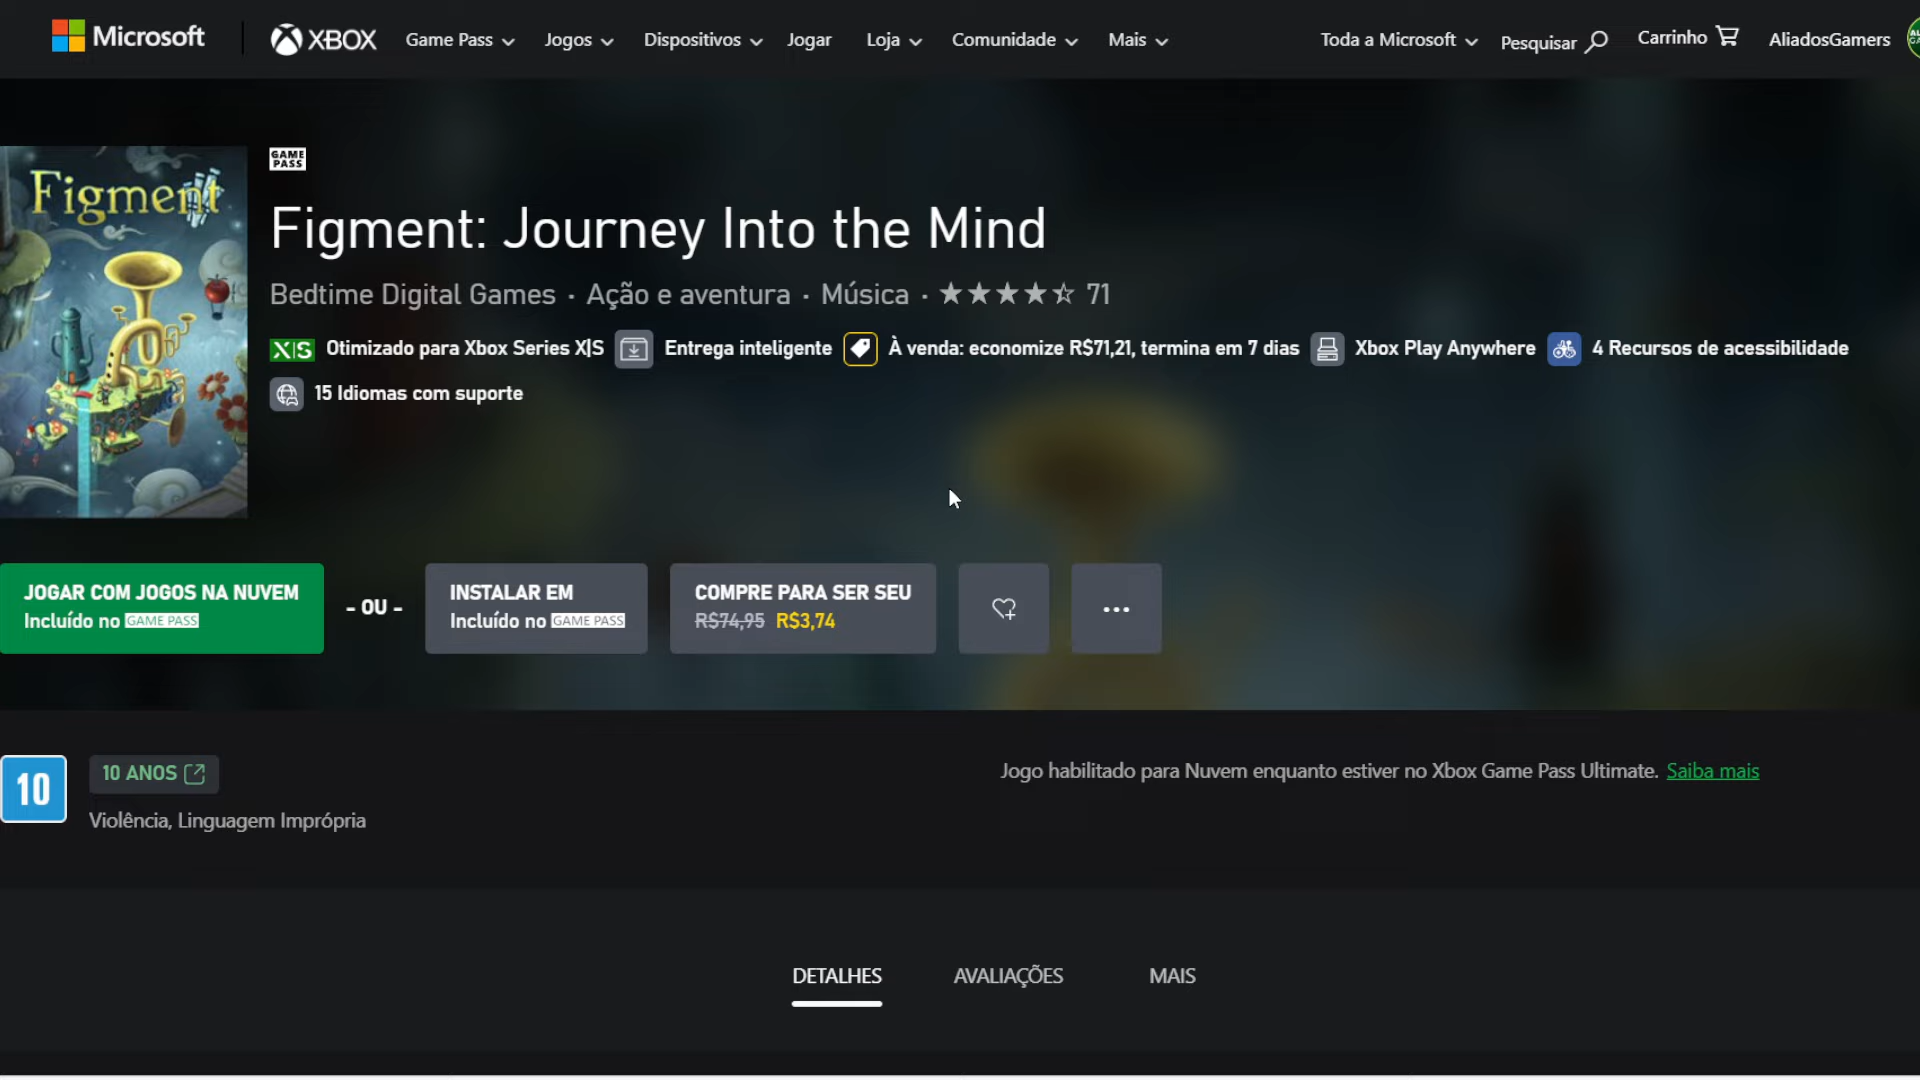 Microsoft
XBOX
Game Pass
Jogos
Dispositivos
Jogar
Loja
Comunidade
Mais
Toda a Microsoft
Pesquisar
Carrinho
AliadosGamers
Figment
GAME PASS
Figment: Journey Into the Mind
Bedtime Digital Games · Ação e aventura · Música · ★★★★⯪ 71
X|S Otimizado para Xbox Series X|S
Entrega inteligente
À venda: economize R$71,21, termina em 7 dias
Xbox Play Anywhere
4 Recursos de acessibilidade
15 Idiomas com suporte
JOGAR COM JOGOS NA NUVEM
Incluído no GAME PASS
- OU -
INSTALAR EM
Incluído no GAME PASS
COMPRE PARA SER SEU
R$74,95 R$3,74
10
10 ANOS
Violência, Linguagem Imprópria
Jogo habilitado para Nuvem enquanto estiver no Xbox Game Pass Ultimate. Saiba mais
DETALHES
AVALIAÇÕES
MAIS